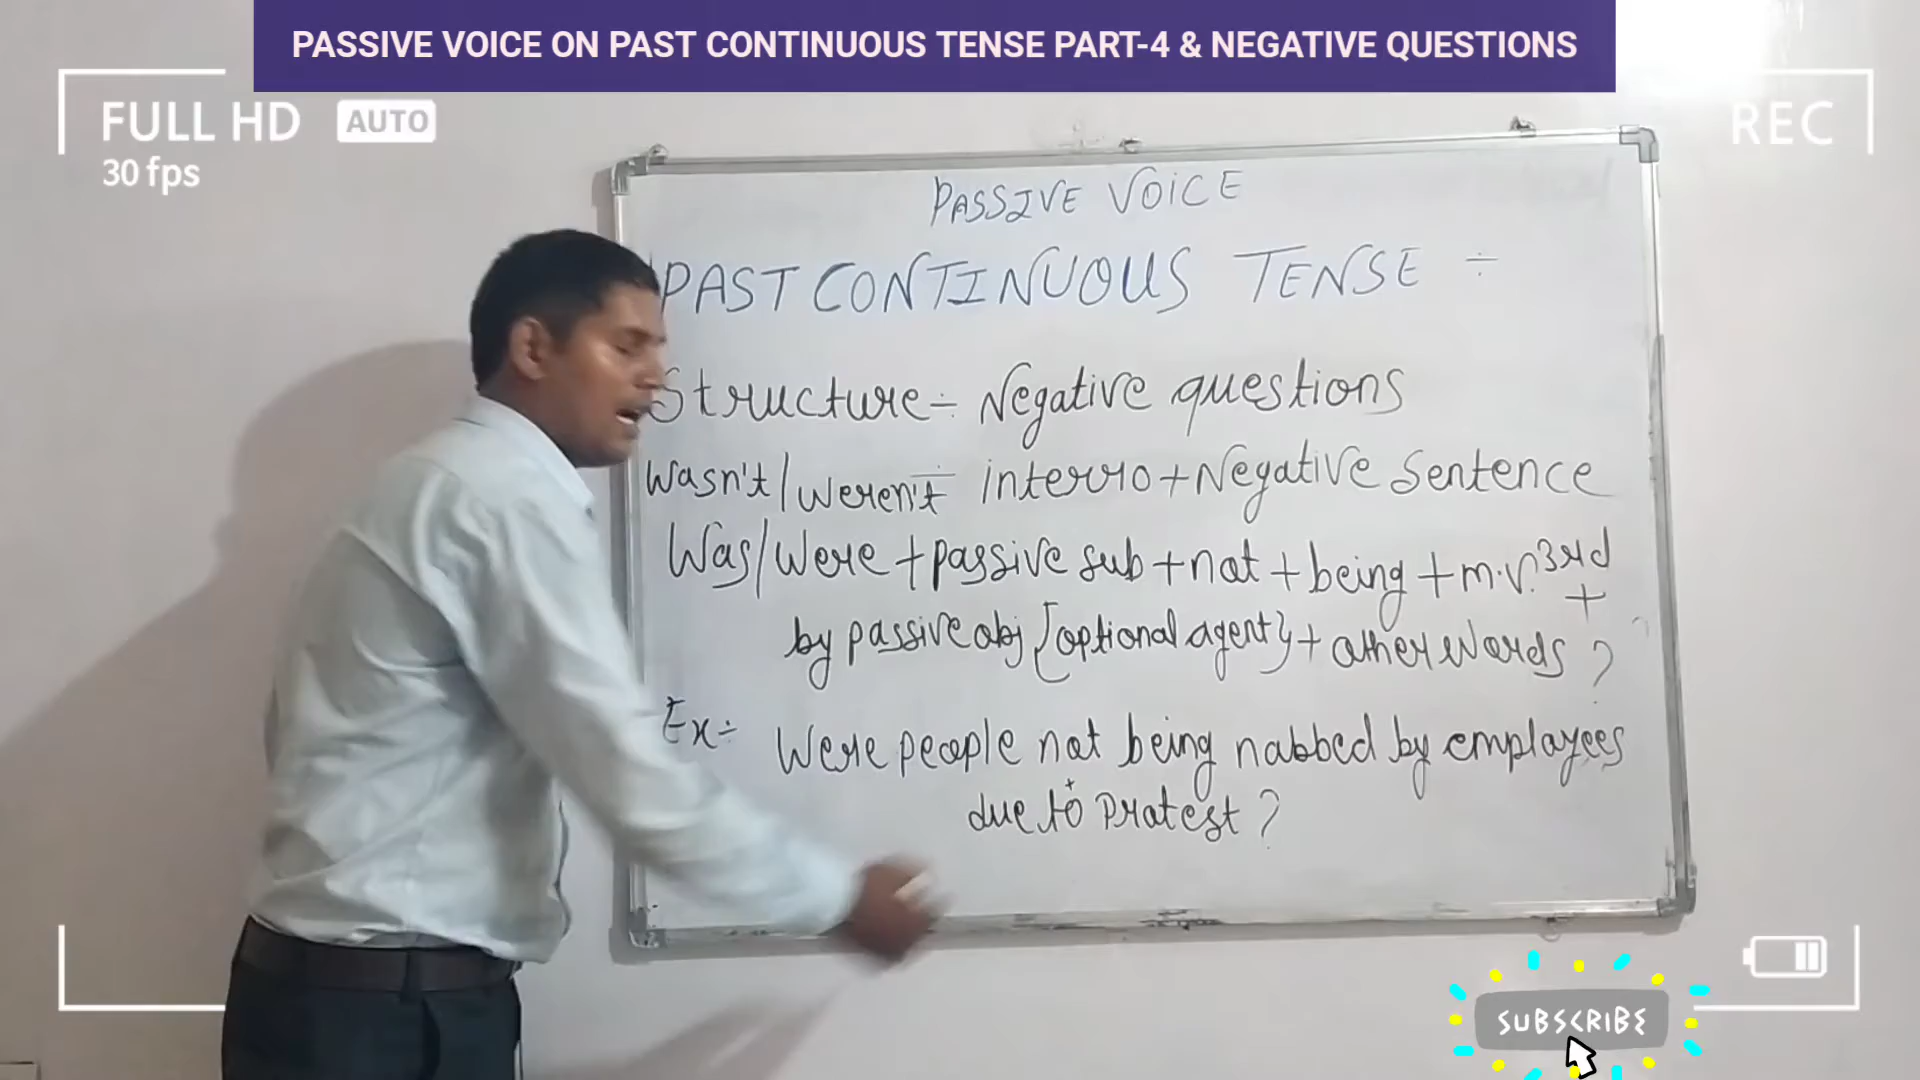 PASSIVE VOICE ON PAST CONTINUOUS TENSE PART-4 & NEGATIVE QUESTIONS
FULL HD AUTO
30 fps
REC
PASSIVE VOICE
PAST CONTINUOUS TENSE ÷
Structure ÷ Negative questions
Wasn't/weren't ÷ interro + Negative Sentence
Was/Were + passive sub + not + being + m.v. 3rd
+
by passive obj {optional agent} + other words ?
Ex ÷ Were people not being nabbed by employees
due to Protest ?
SUBSCRIBE